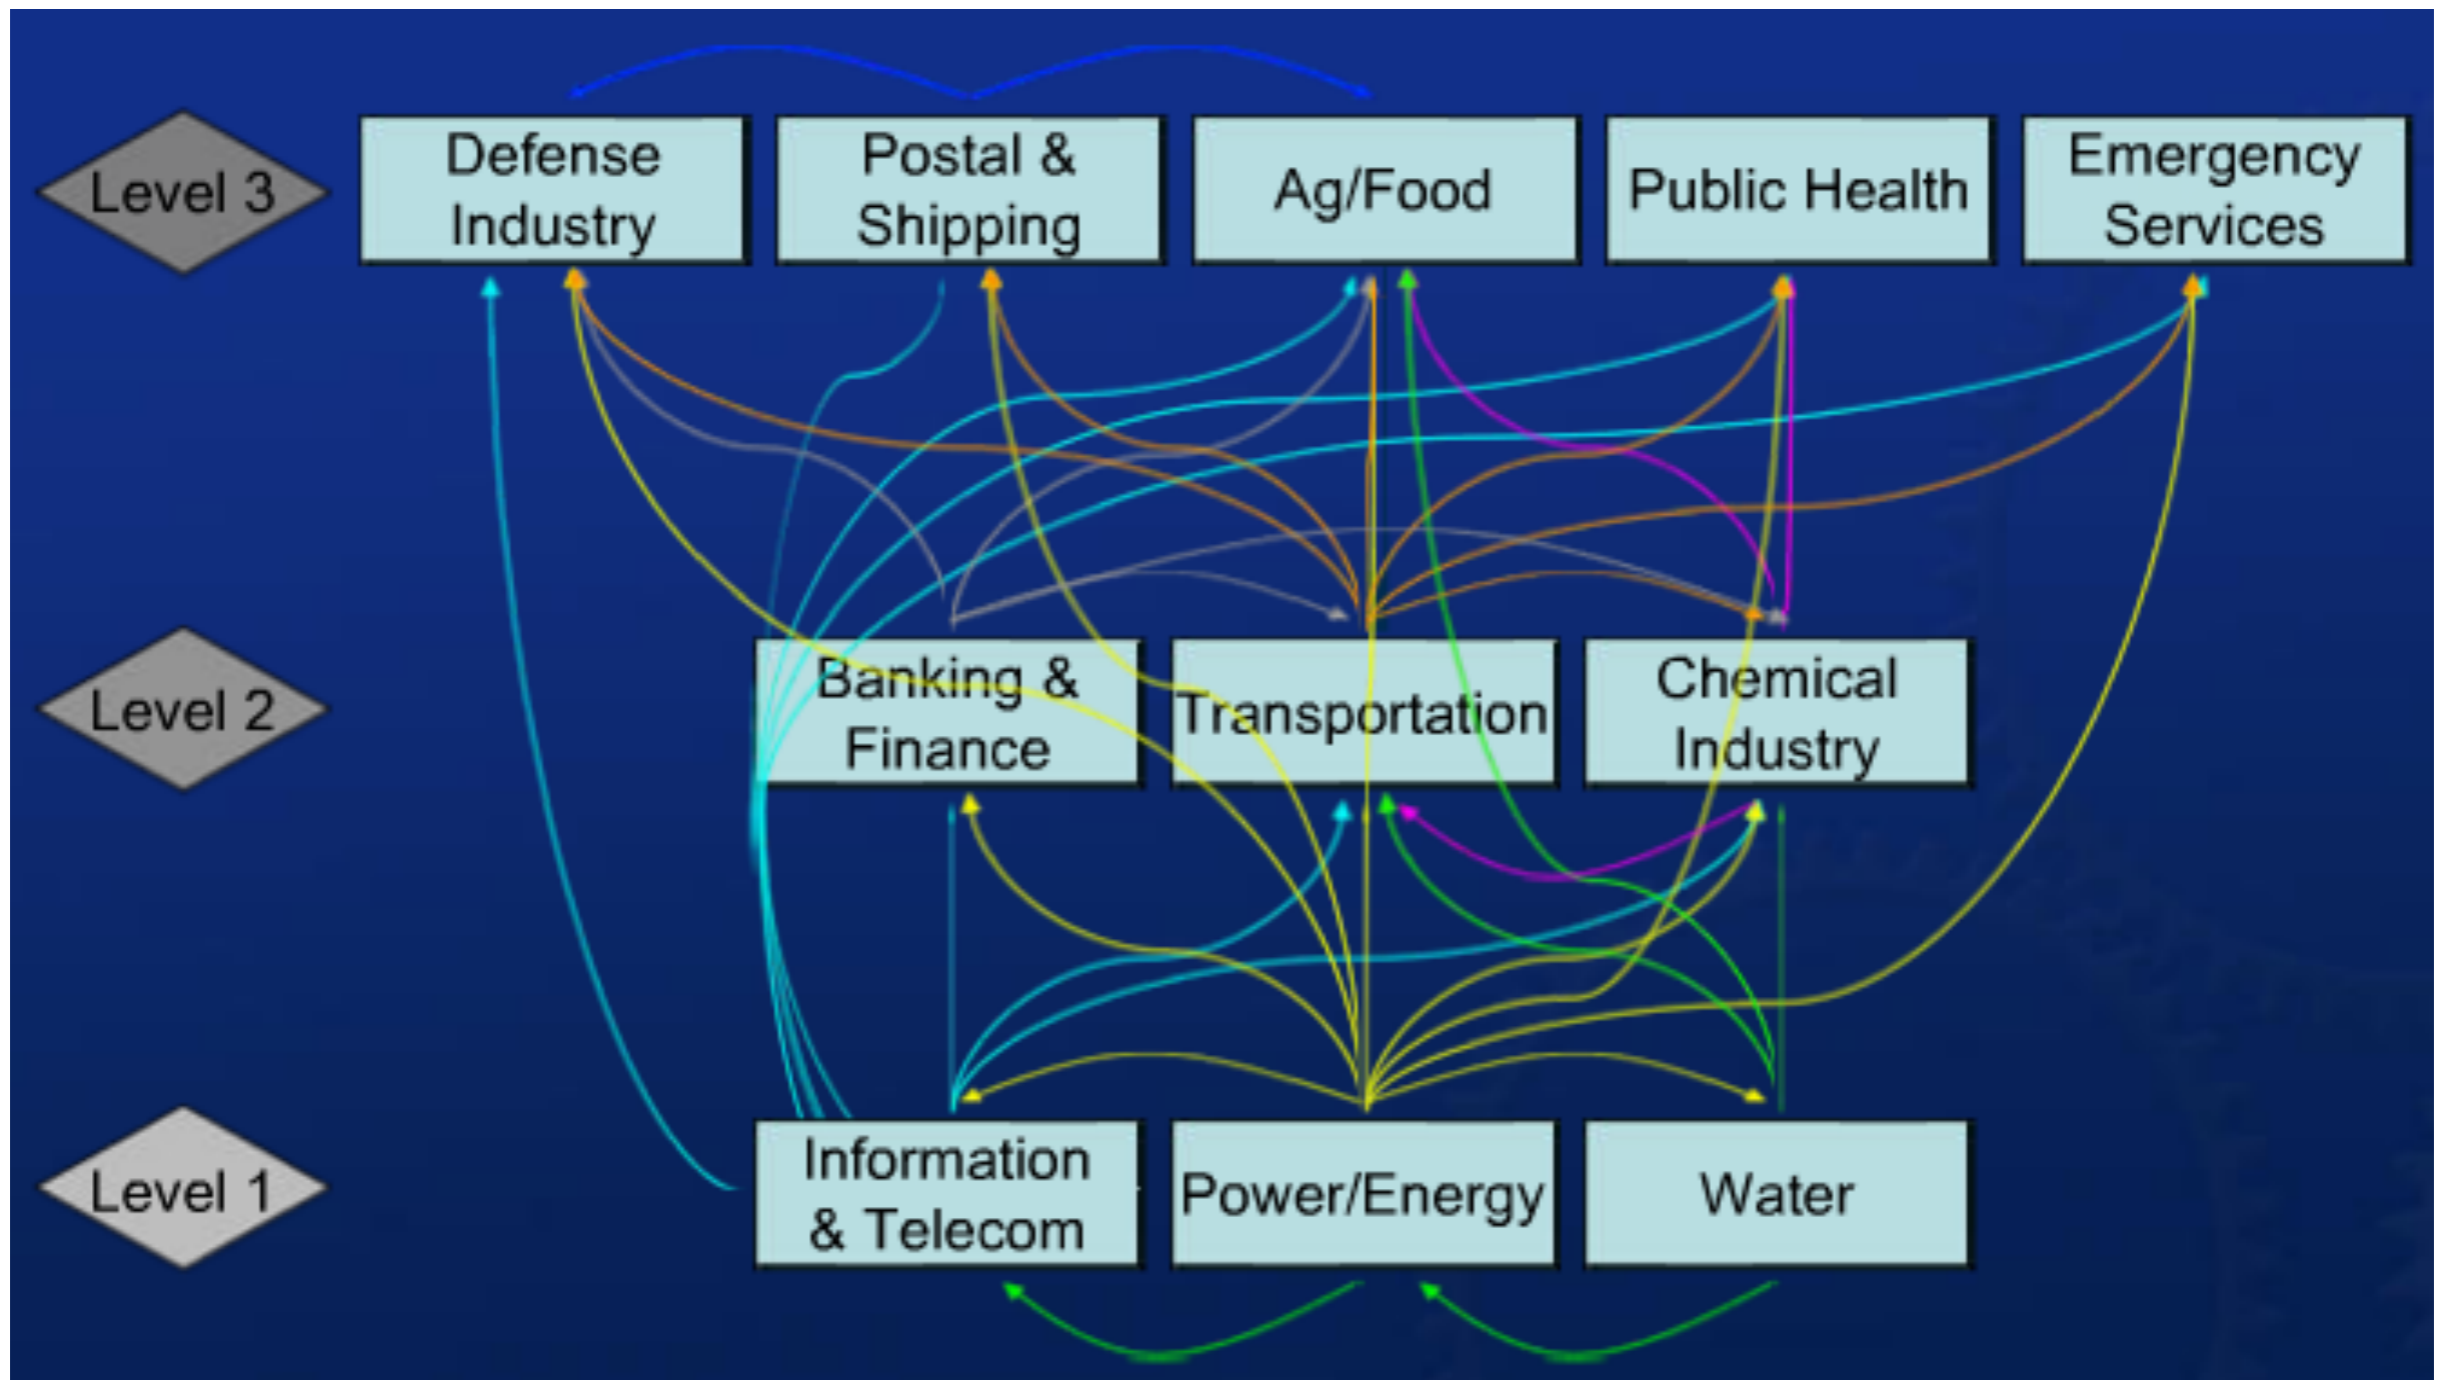 Level 3
Defense
Industry
Postal &
Shipping
Ag/Food
Public Health
Emergency
Services
Level 2
Banking &
Finance
Transportation
Chemical
Industry
Level 1
Information
& Telecom
Power/Energy
Water